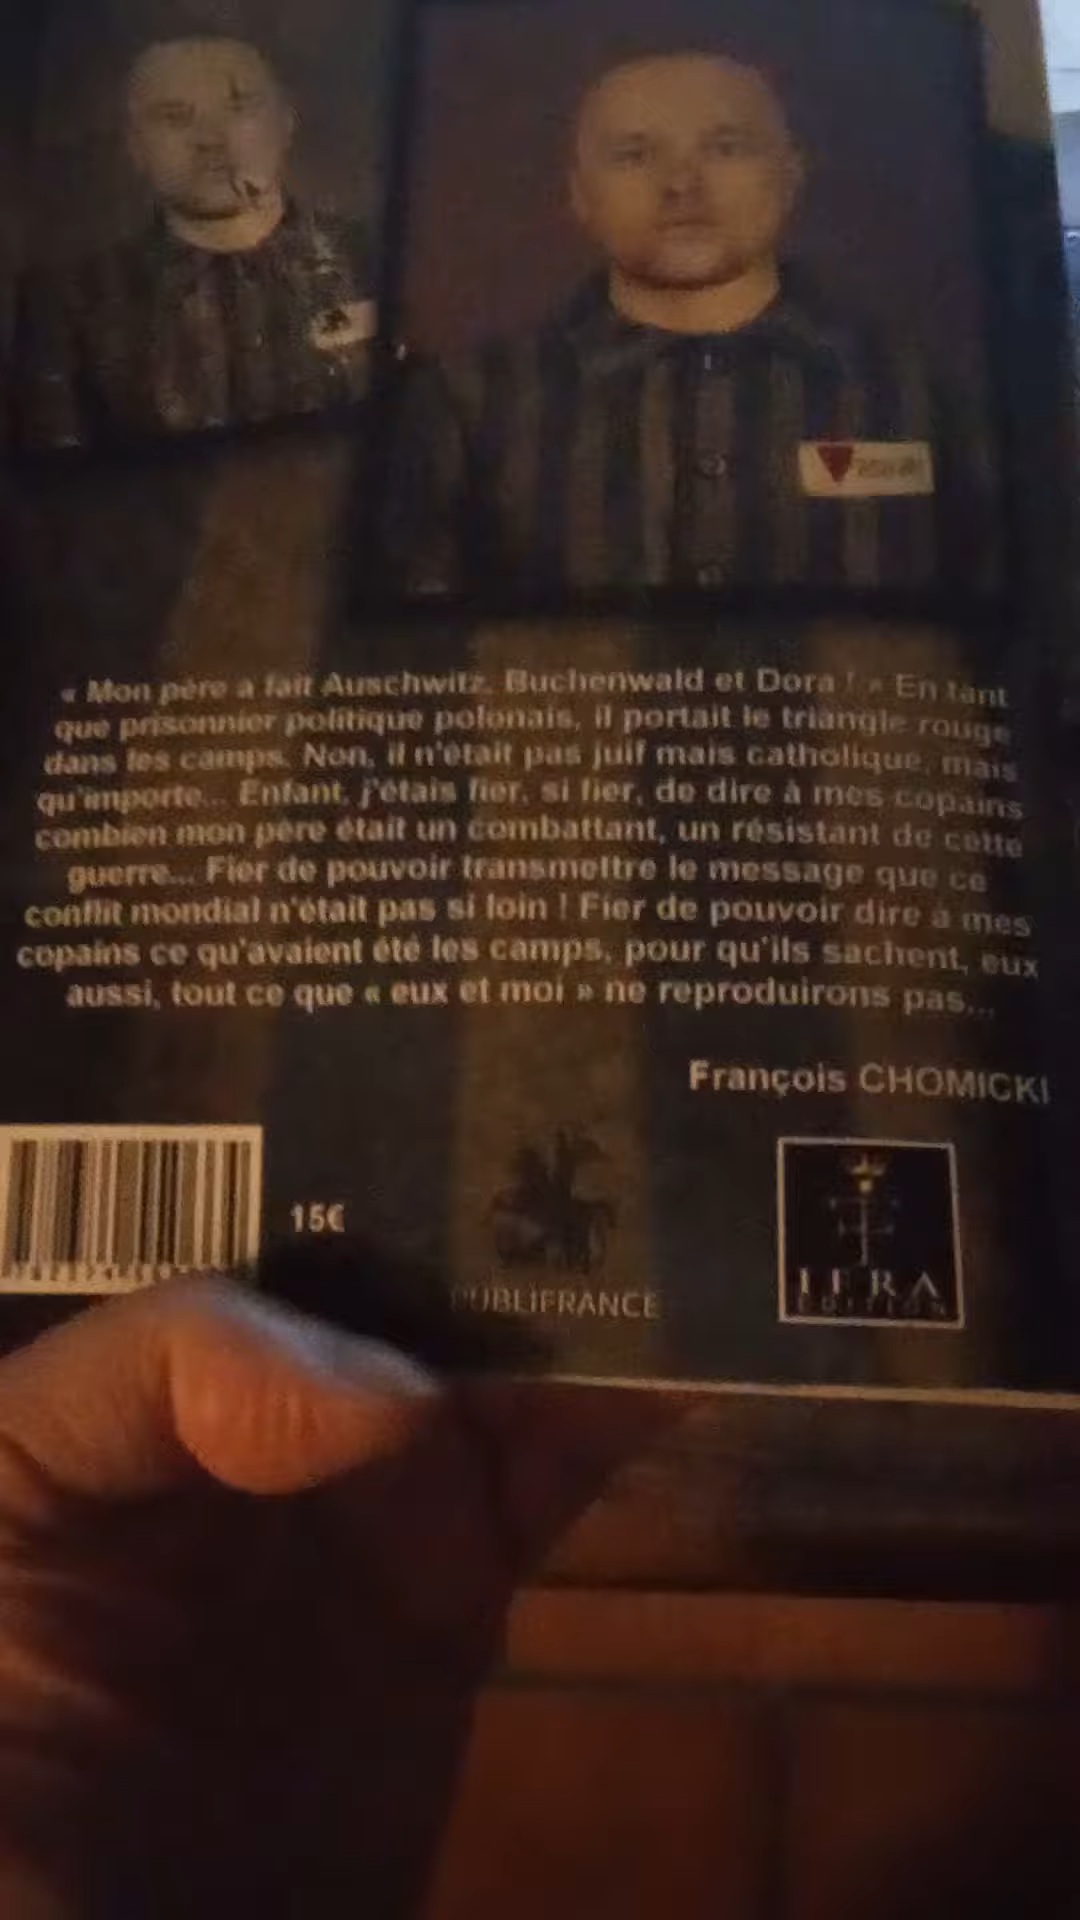 « Mon père a fait Auschwitz, Buchenwald et Dora ! » En tant
que prisonnier politique polonais, il portait le triangle rouge
dans les camps. Non, il n'était pas juif mais catholique, mais
qu'importe... Enfant, j'étais fier, si fier, de dire à mes copains
combien mon père était un combattant, un résistant de cette
guerre... Fier de pouvoir transmettre le message que ce
conflit mondial n'était pas si loin ! Fier de pouvoir dire à mes
copains ce qu'avaient été les camps, pour qu'ils sachent, eux
aussi, tout ce que « eux et moi » ne reproduirons pas...
François CHOMICKI
15€
PUBLIFRANCE
EDITION